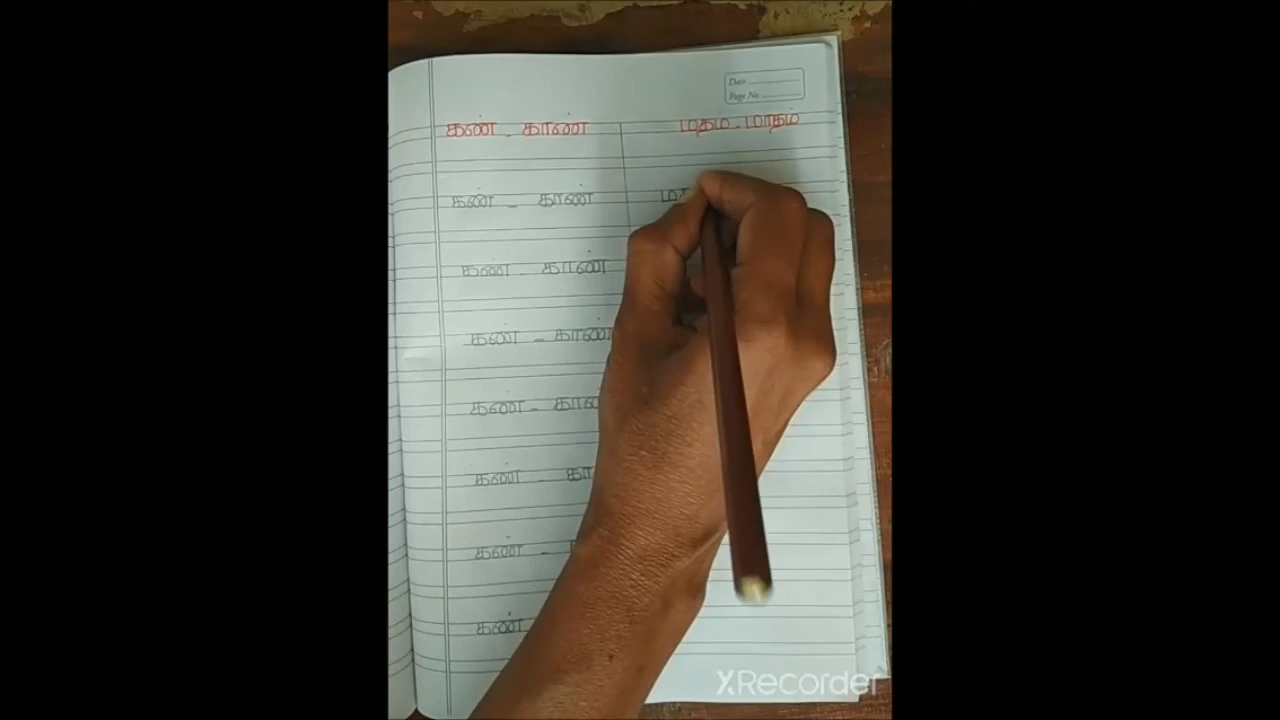 Date
Page No.
கண் - காண் மதம் - மாதம்
கண் - காண்
கண் - காண்
கண் - காண்
கண் -
கண் -
கண் -
கண்
XRecorder